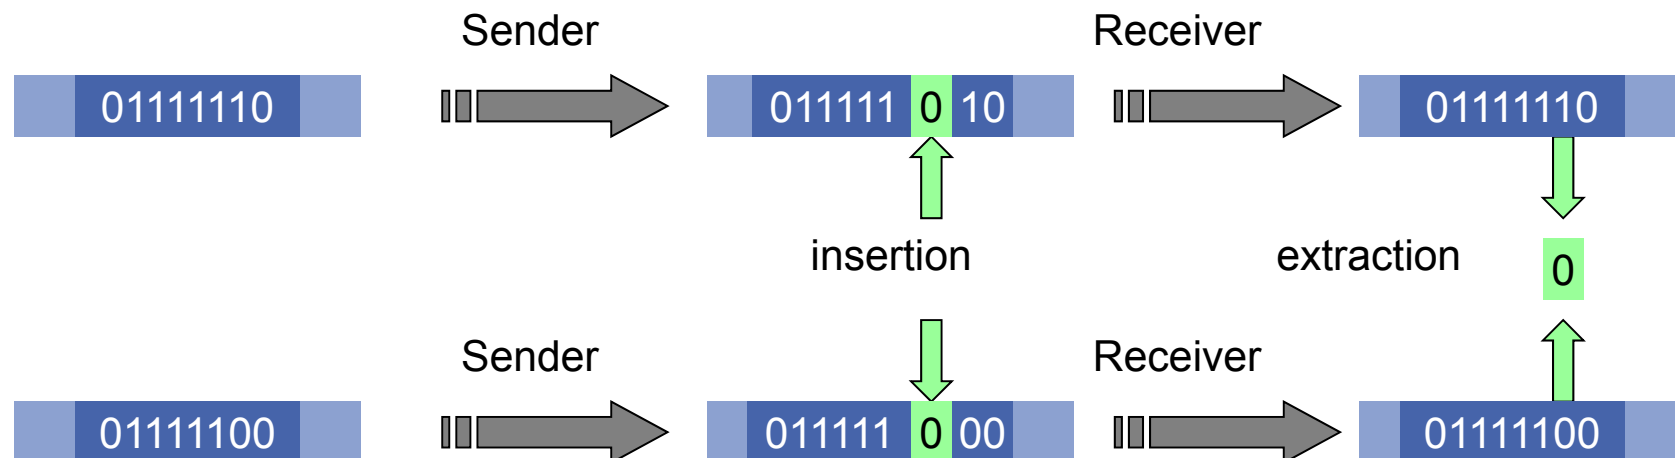 Sender Receiver
01111110 011111 0 10 01111110
insertion extraction 0
Sender Receiver
01111100 011111 0 00 01111100